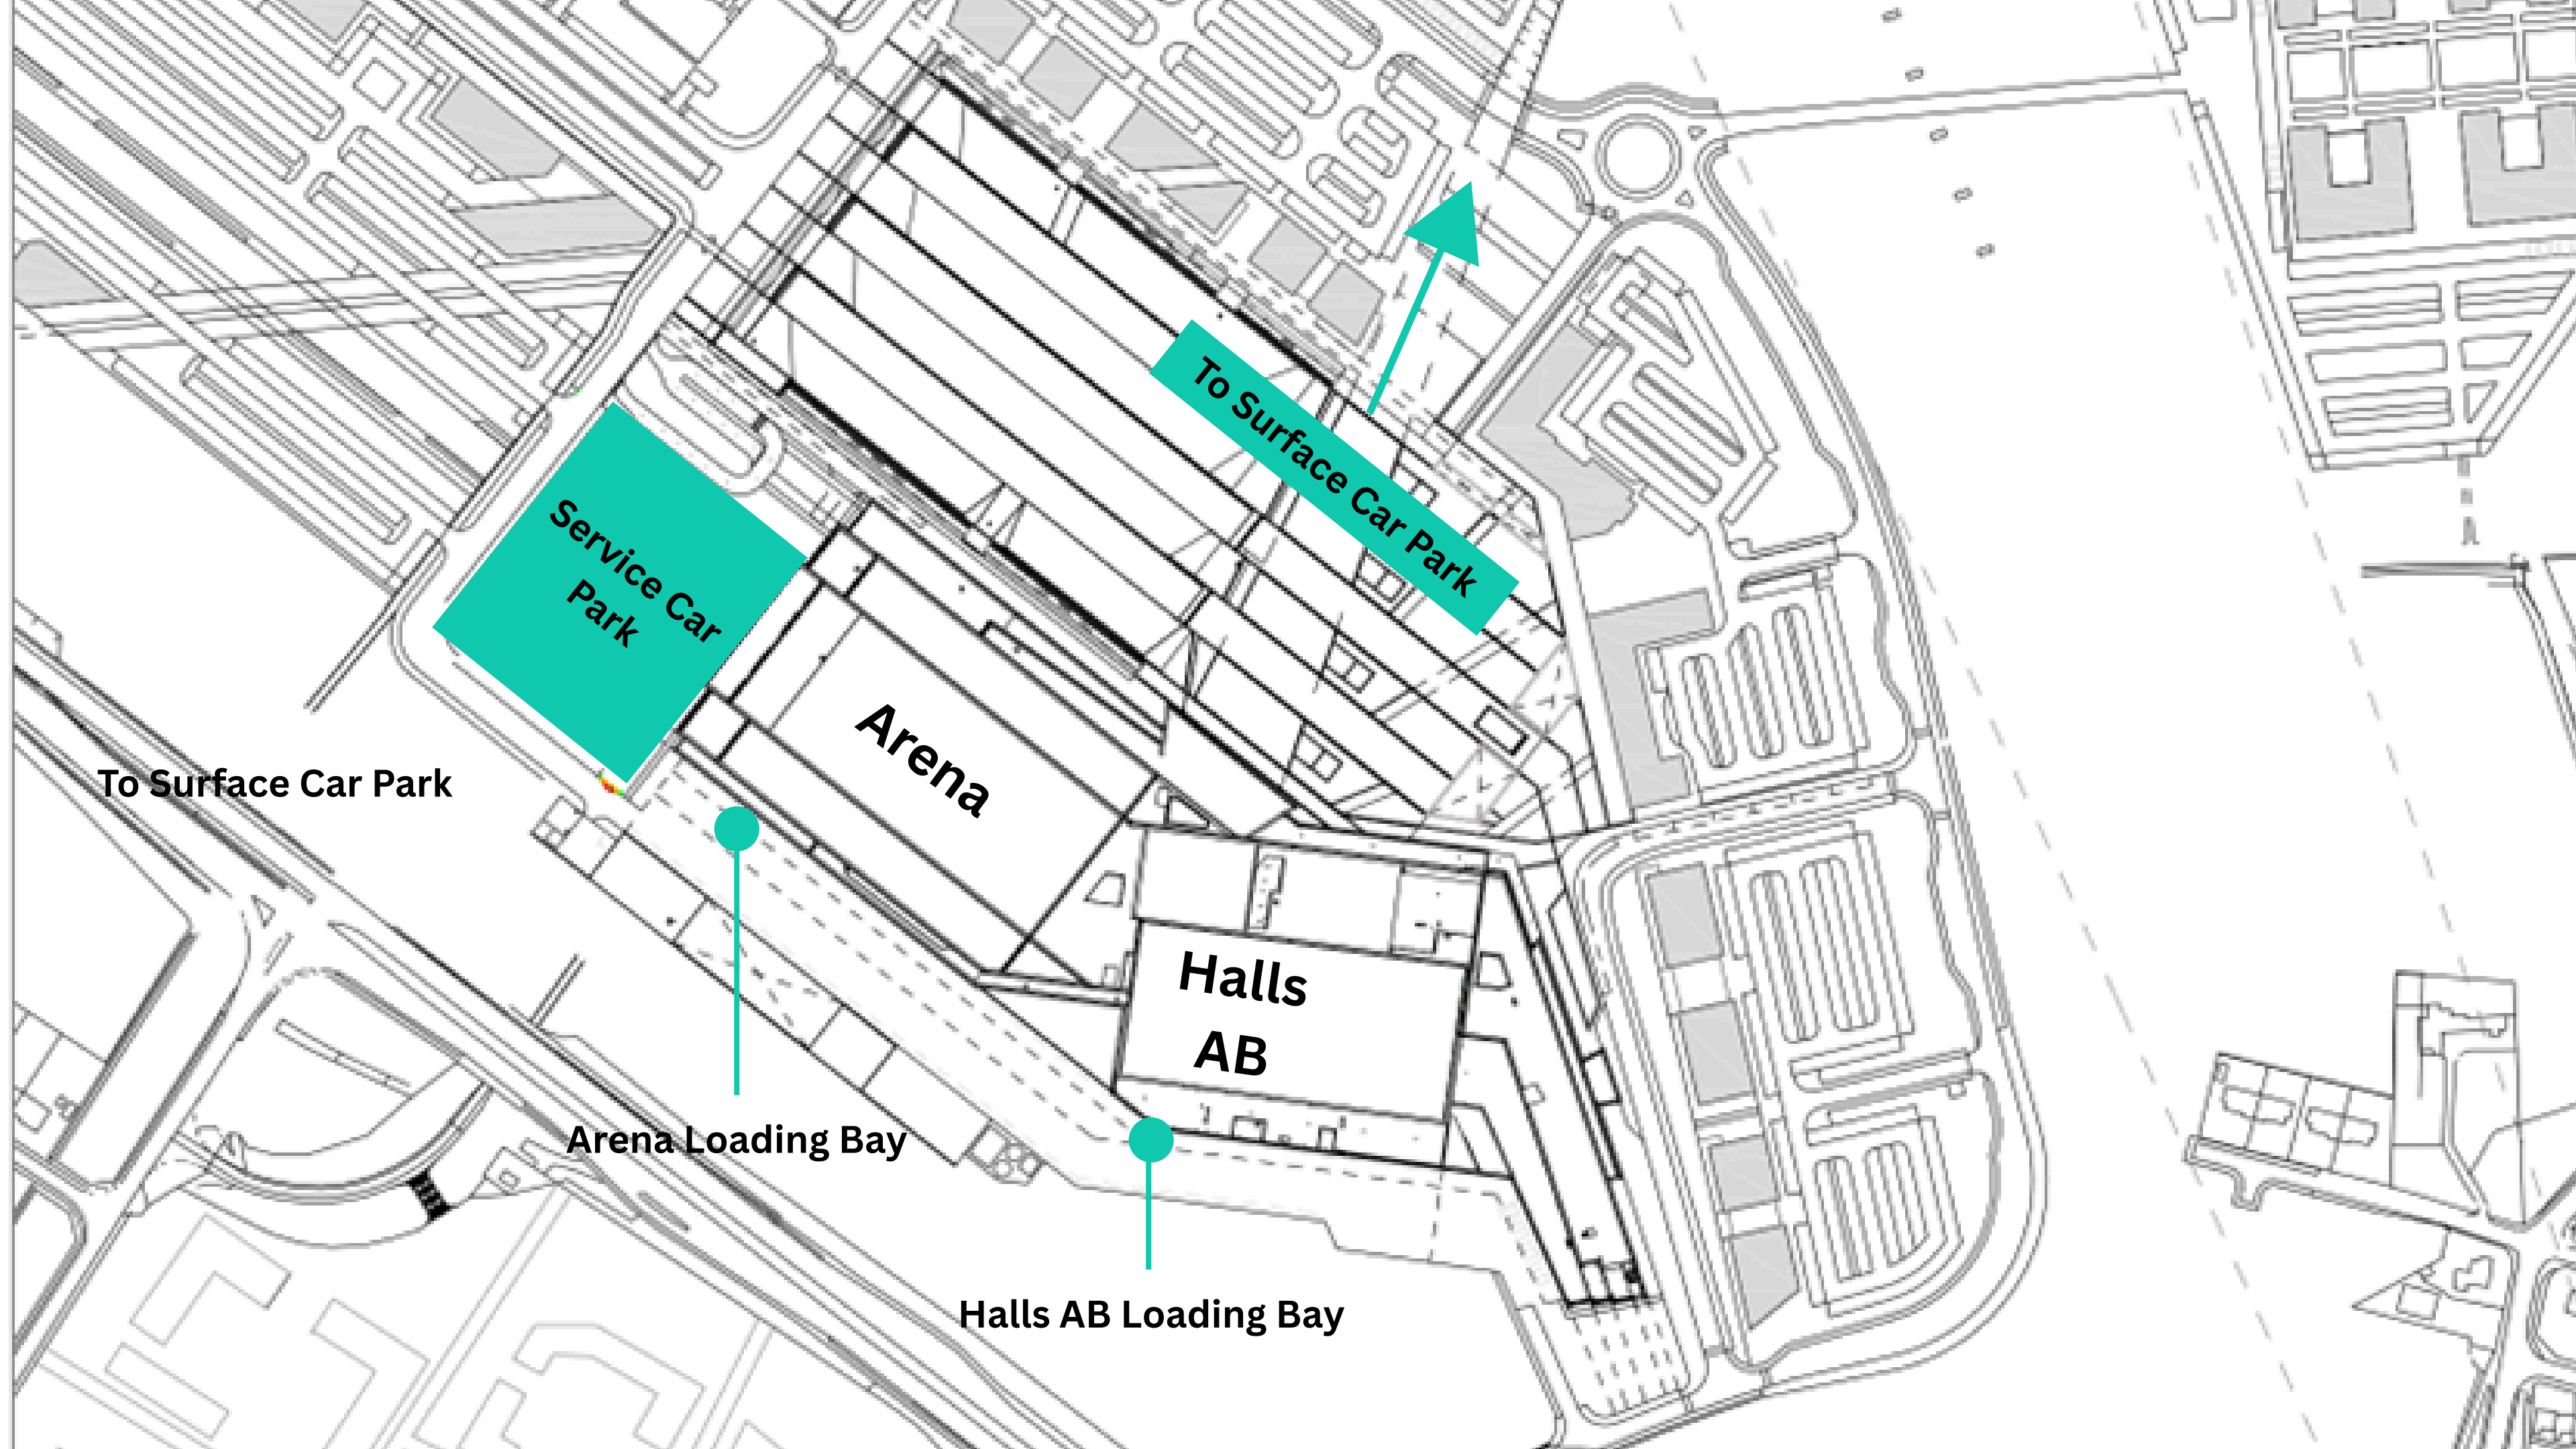 To Surface Car Park
Service Car
Park
Arena
To Surface Car Park
Halls
AB
Arena Loading Bay
Halls AB Loading Bay